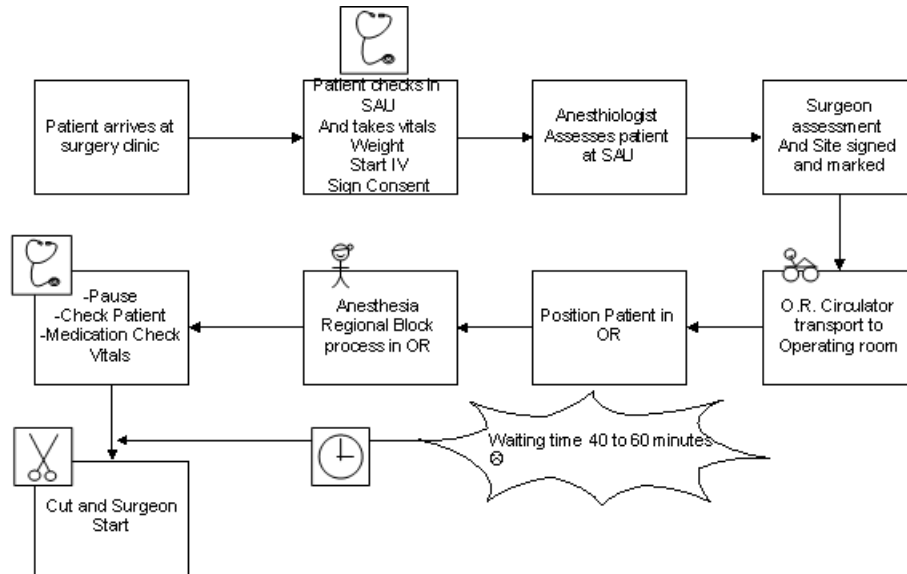 Patient arrives at
surgery clinic
Patient checks in
SAU
And takes vitals
Weight
Start IV
Sign Consent
Anesthiologist
Assesses patient
at SAU
Surgeon
assessment
And Site signed
and marked
O.R. Circulator
transport to
Operating room
Position Patient in
OR
Anesthesia
Regional Block
process in OR
-Pause
-Check Patient
-Medication Check
Vitals
Waiting time 40 to 60 minutes
☹
Cut and Surgeon
Start